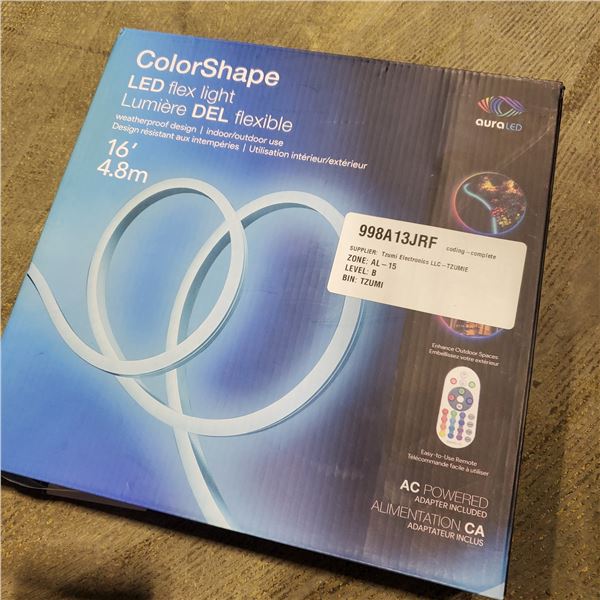 ColorShape
LED flex light
Lumière DEL flexible
weatherproof design | indoor/outdoor use
Design résistant aux intempéries | Utilisation intérieur/extérieur
16'
4.8m
aura LED
998A13JRF coding-complete
SUPPLIER: Tzumi Electronics LLC-TZUMIE
ZONE: AL-15
LEVEL: B
BIN: TZUMI
Enhance Outdoor Spaces.
Embellissez votre extérieur
Easy-to-Use Remote
Télécommande facile à utiliser
AC POWERED
ADAPTER INCLUDED
ALIMENTATION CA
ADAPTATEUR INCLUS